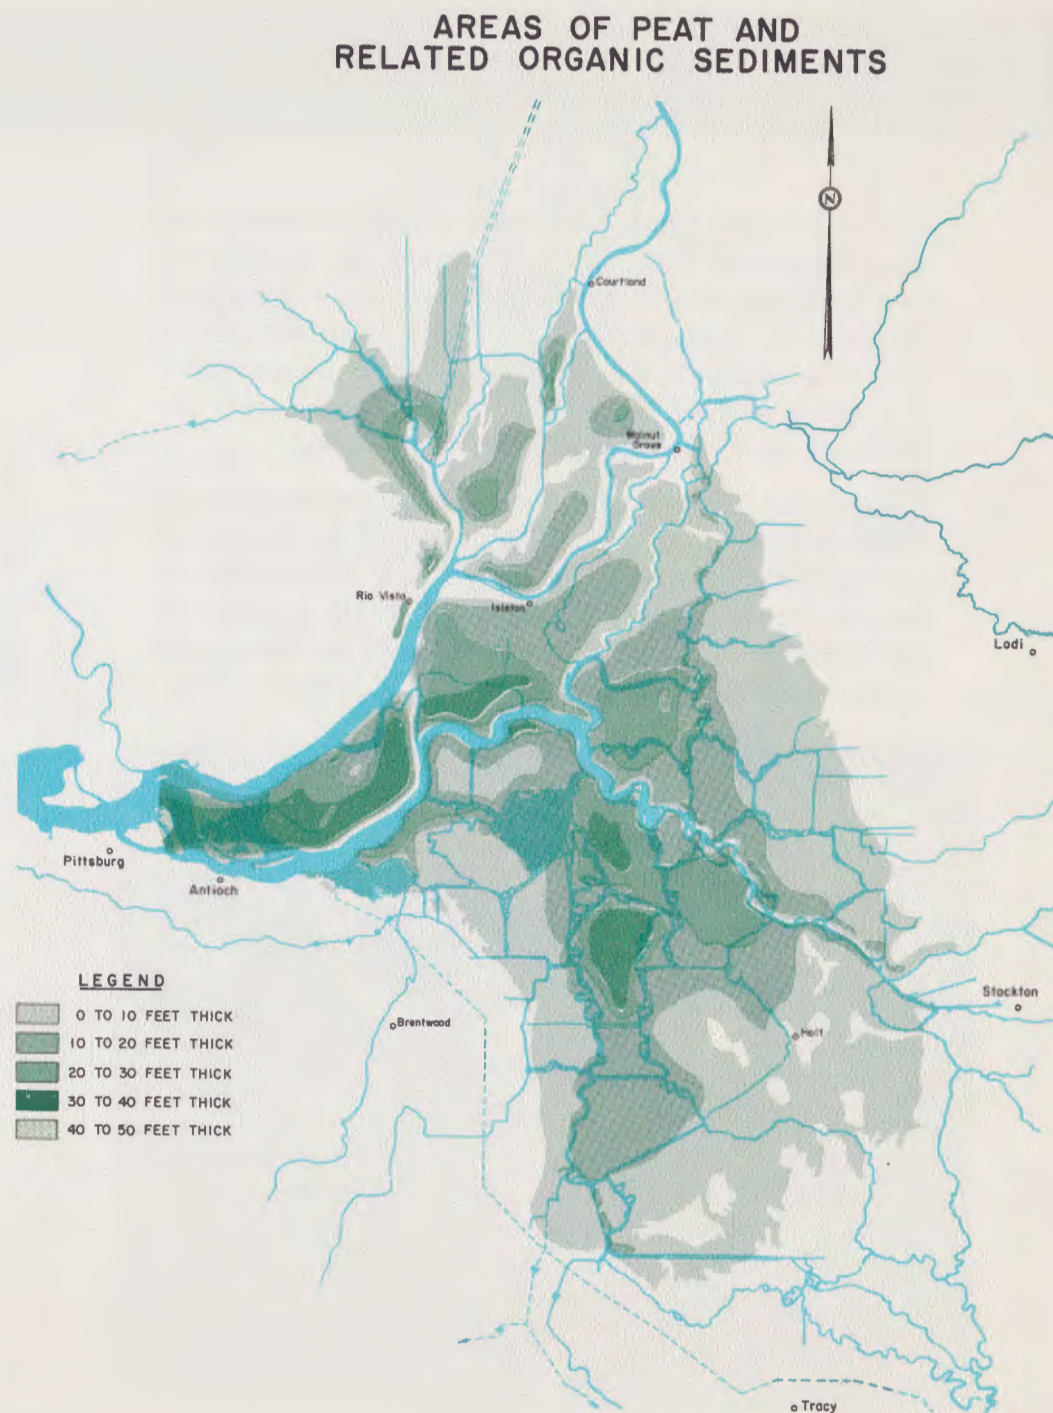 AREAS OF PEAT AND
RELATED ORGANIC SEDIMENTS
N
Courtland
Walnut
Grove
Rio Vista
Isleton
Lodi
Pittsburg
Antioch
LEGEND
0 TO 10 FEET THICK
10 TO 20 FEET THICK
20 TO 30 FEET THICK
30 TO 40 FEET THICK
40 TO 50 FEET THICK
Brentwood
Stockton
Holt
Tracy